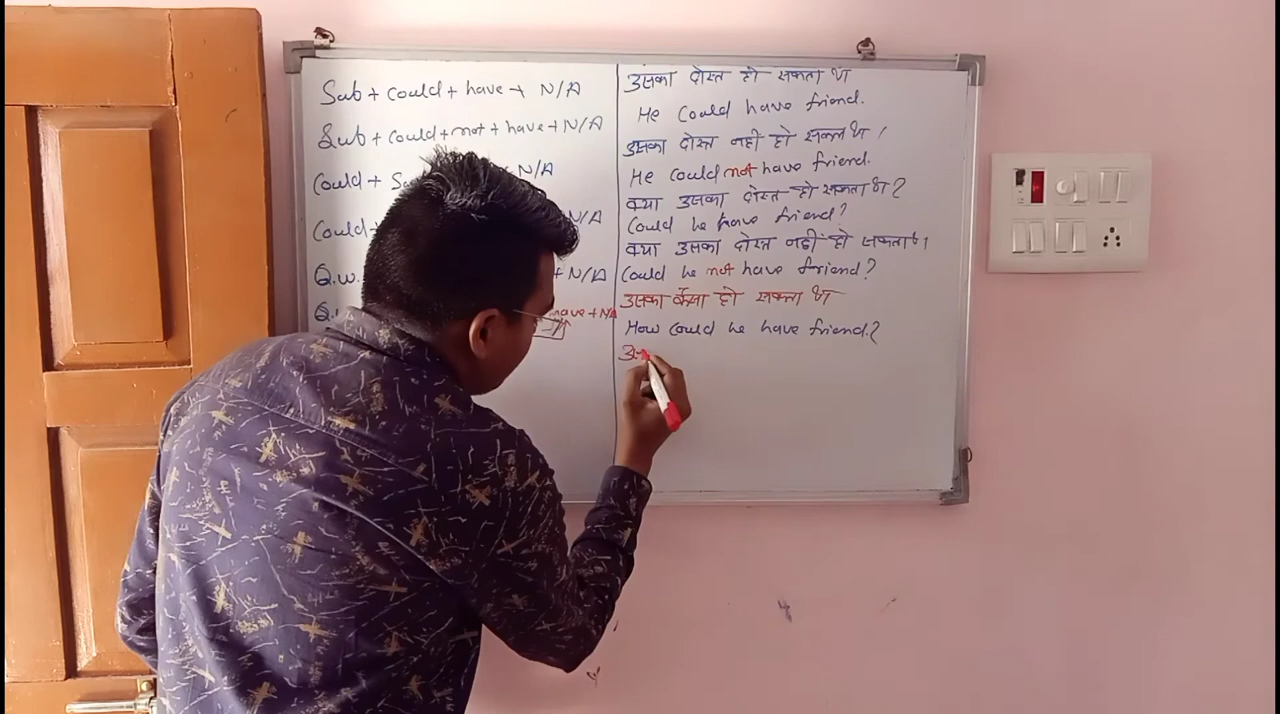 Sub + could + have + N/A
Sub + could + not + have + N/A
Could + N/A
Could N/A
Q.w. + N/A
have + N/A
उसका दोस्त हो सकता था
He Could have friend.
उसका दोस्त नहीं हो सकता था।
He could not have friend.
क्या उसका दोस्त हो सकता था?
Could he have friend?
क्या उसका दोस्त नहीं हो सकता था।
Could he not have friend?
उसका कैसा हो सकता था
How could he have friend.?